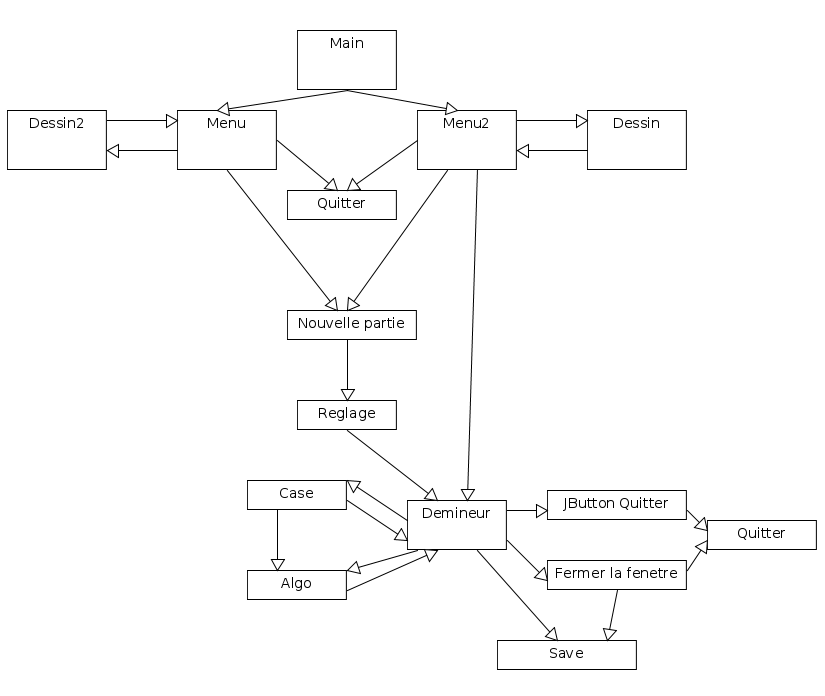 Main
Dessin2
Menu
Menu2
Dessin
Quitter
Nouvelle partie
Reglage
Case
Demineur
JButton Quitter
Quitter
Algo
Fermer la fenetre
Save